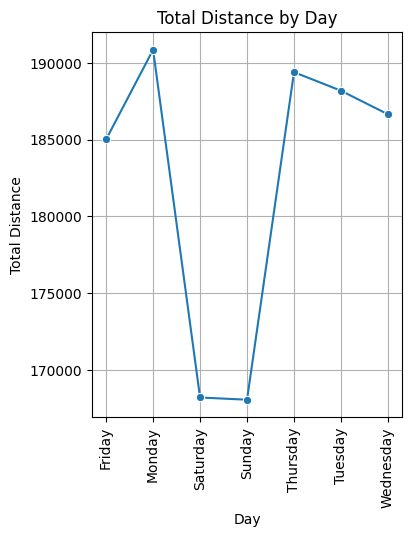 Total Distance by Day
Total Distance
190000
185000
180000
175000
170000
Friday
Monday
Saturday
Sunday
Thursday
Tuesday
Wednesday
Day